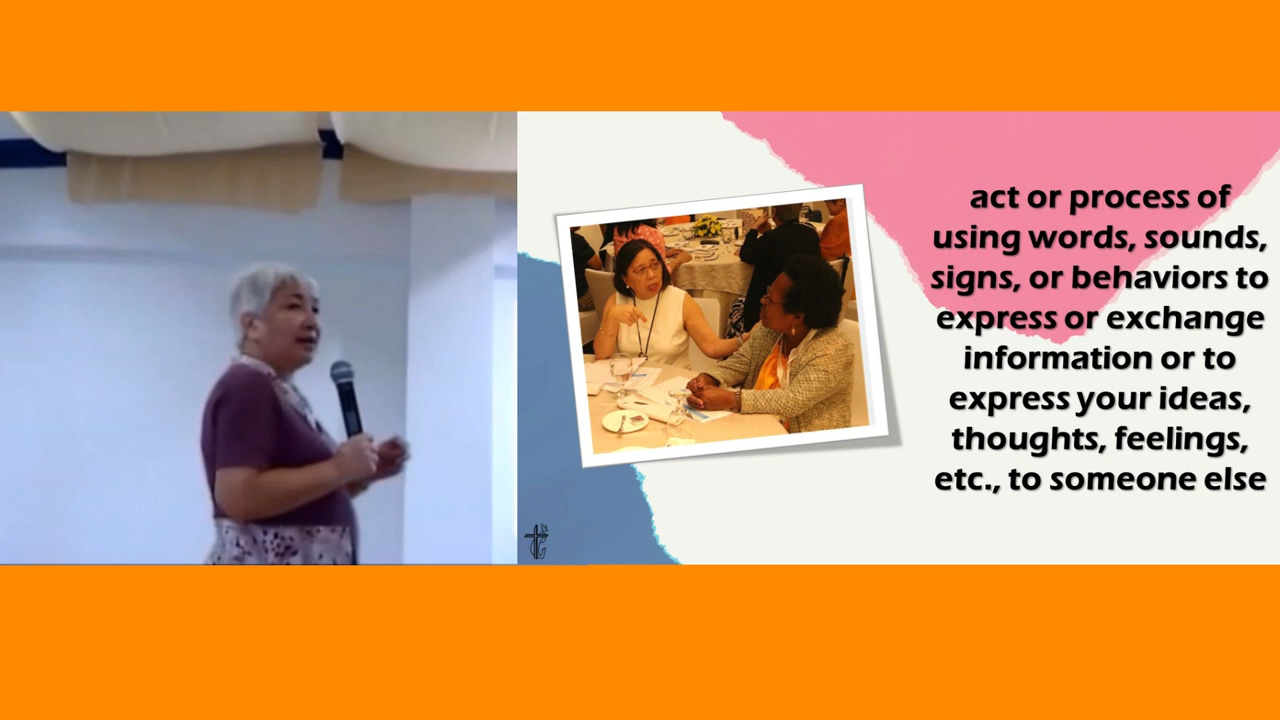 act or process of
using words, sounds,
signs, or behaviors to
express or exchange
information or to
express your ideas,
thoughts, feelings,
etc., to someone else